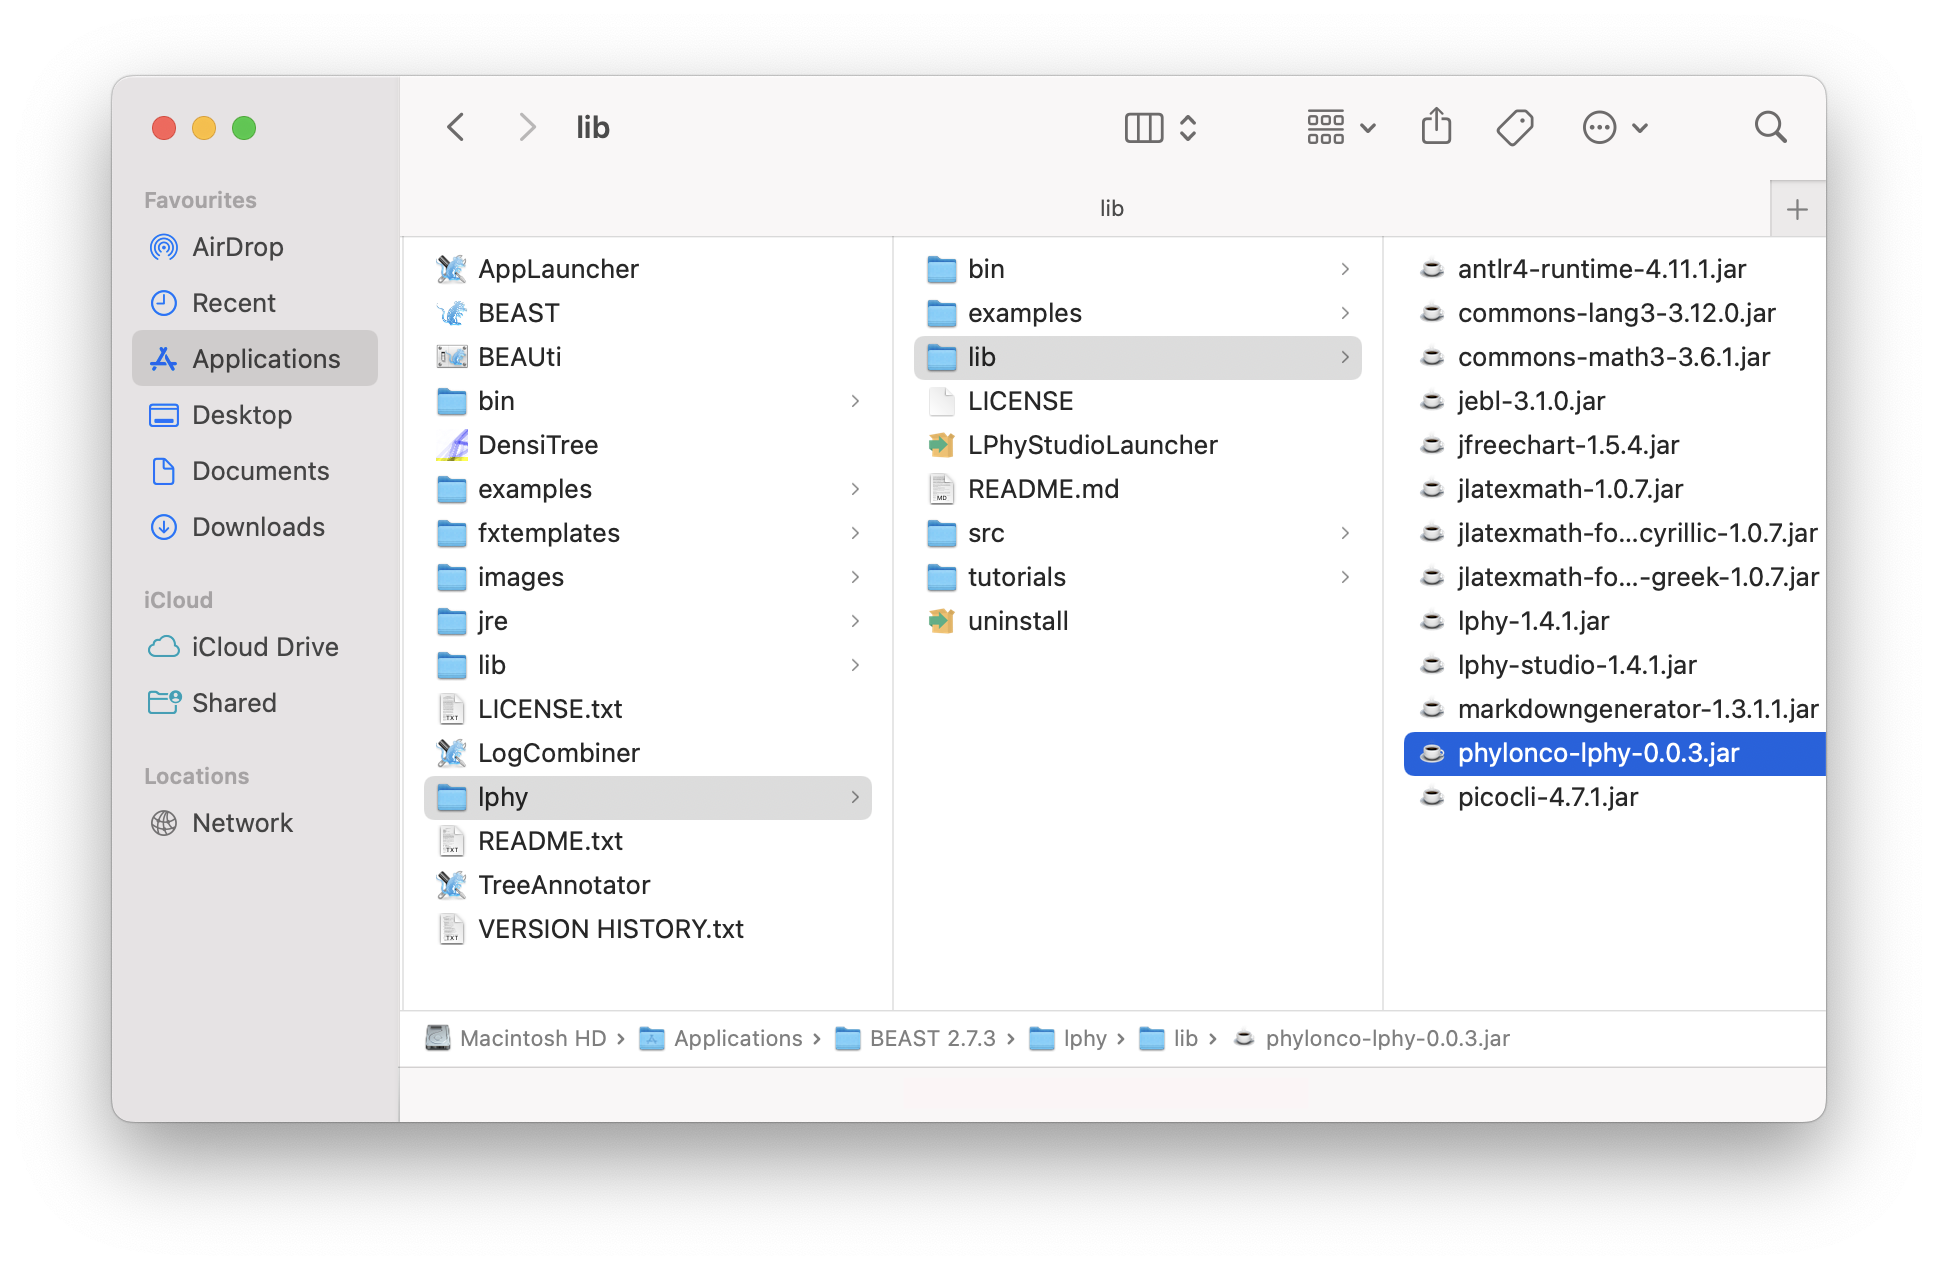 lib
lib
Favourites
AirDrop
Recent
Applications
Desktop
Documents
Downloads
iCloud
iCloud Drive
Shared
Locations
Network
AppLauncher
BEAST
BEAUti
bin
DensiTree
examples
fxtemplates
images
jre
lib
LICENSE.txt
LogCombiner
lphy
README.txt
TreeAnnotator
VERSION HISTORY.txt
bin
examples
lib
LICENSE
LPhyStudioLauncher
README.md
src
tutorials
uninstall
antlr4-runtime-4.11.1.jar
commons-lang3-3.12.0.jar
commons-math3-3.6.1.jar
jebl-3.1.0.jar
jfreechart-1.5.4.jar
jlatexmath-1.0.7.jar
jlatexmath-fo...cyrillic-1.0.7.jar
jlatexmath-fo...-greek-1.0.7.jar
lphy-1.4.1.jar
lphy-studio-1.4.1.jar
markdowngenerator-1.3.1.1.jar
phylonco-lphy-0.0.3.jar
picocli-4.7.1.jar
Macintosh HD › Applications › BEAST 2.7.3 › lphy › lib › phylonco-lphy-0.0.3.jar